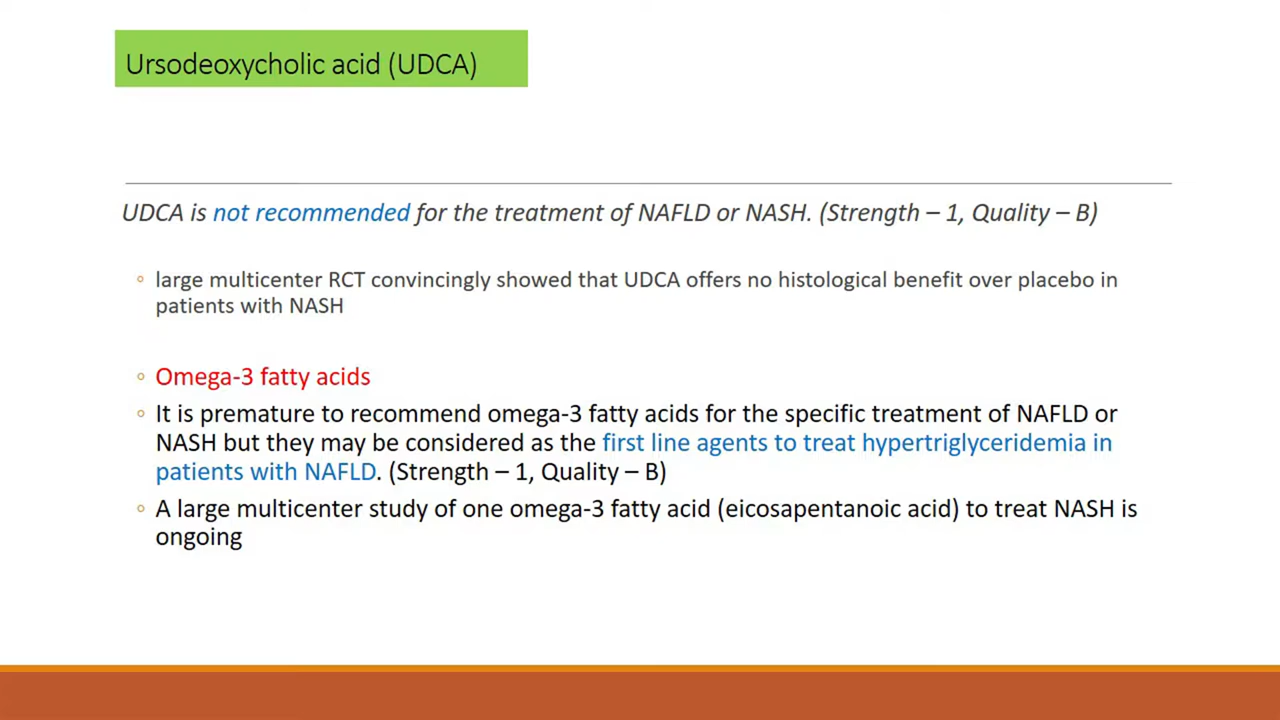 Ursodeoxycholic acid (UDCA)
UDCA is not recommended for the treatment of NAFLD or NASH. (Strength – 1, Quality – B)
large multicenter RCT convincingly showed that UDCA offers no histological benefit over placebo in
patients with NASH
Omega-3 fatty acids
It is premature to recommend omega-3 fatty acids for the specific treatment of NAFLD or
NASH but they may be considered as the first line agents to treat hypertriglyceridemia in
patients with NAFLD. (Strength – 1, Quality – B)
A large multicenter study of one omega-3 fatty acid (eicosapentanoic acid) to treat NASH is
ongoing